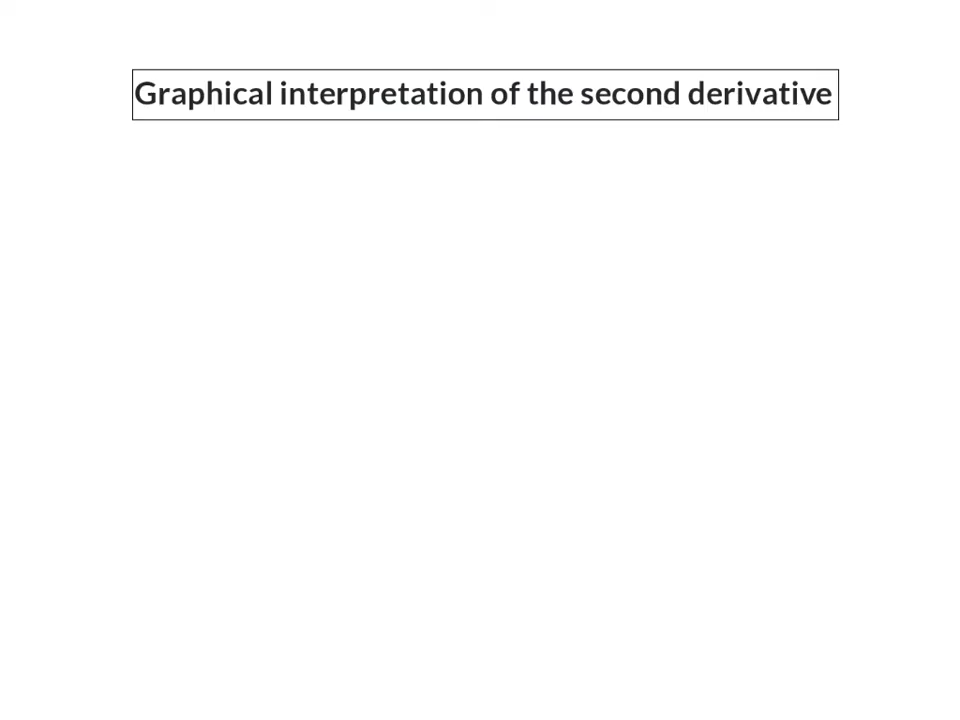 Graphical interpretation of the second derivative